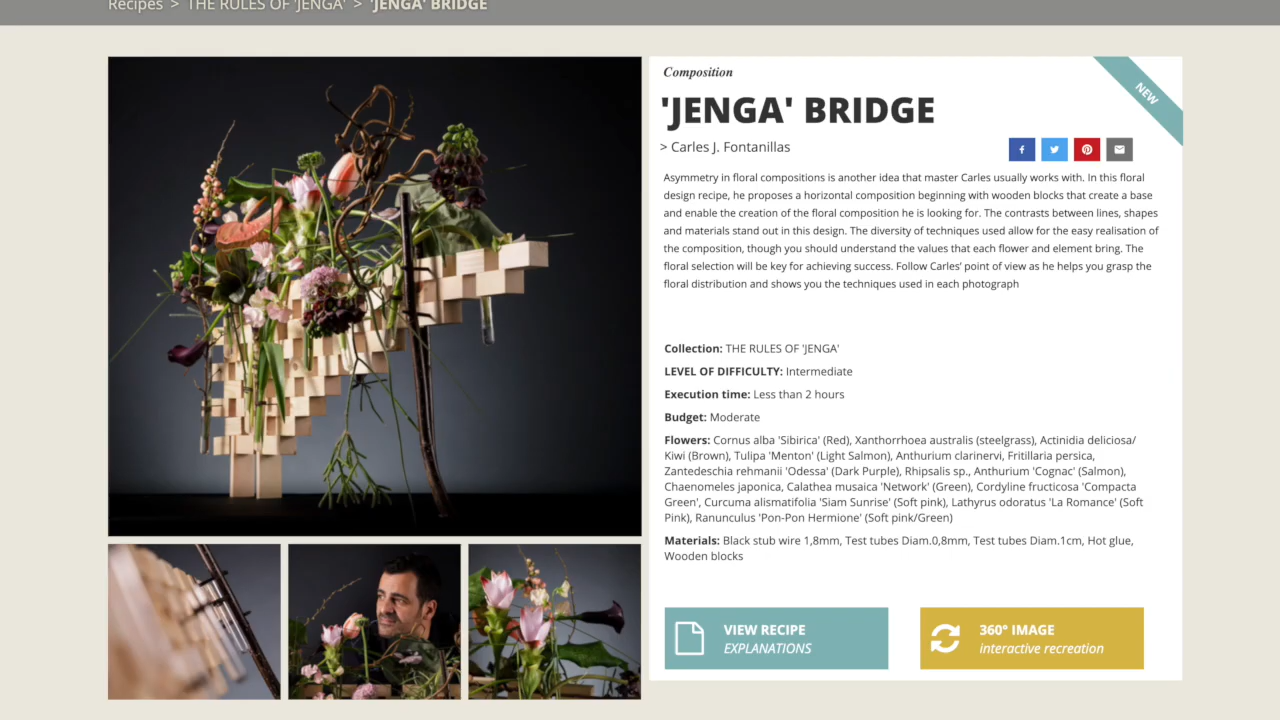 Recipes > THE RULES OF 'JENGA' > 'JENGA' BRIDGE
Composition
NEW
'JENGA' BRIDGE
> Carles J. Fontanillas
Asymmetry in floral compositions is another idea that master Carles usually works with. In this floral
design recipe, he proposes a horizontal composition beginning with wooden blocks that create a base
and enable the creation of the floral composition he is looking for. The contrasts between lines, shapes
and materials stand out in this design. The diversity of techniques used allow for the easy realisation of
the composition, though you should understand the values that each flower and element bring. The
floral selection will be key for achieving success. Follow Carles' point of view as he helps you grasp the
floral distribution and shows you the techniques used in each photograph
Collection: THE RULES OF 'JENGA'
LEVEL OF DIFFICULTY: Intermediate
Execution time: Less than 2 hours
Budget: Moderate
Flowers: Cornus alba 'Sibirica' (Red), Xanthorrhoea australis (steelgrass), Actinidia deliciosa/
Kiwi (Brown), Tulipa 'Menton' (Light Salmon), Anthurium clarinervi, Fritillaria persica,
Zantedeschia rehmanii 'Odessa' (Dark Purple), Rhipsalis sp., Anthurium 'Cognac' (Salmon),
Chaenomeles japonica, Calathea musaica 'Network' (Green), Cordyline fructicosa 'Compacta
Green', Curcuma alismatifolia 'Siam Sunrise' (Soft pink), Lathyrus odoratus 'La Romance' (Soft
Pink), Ranunculus 'Pon-Pon Hermione' (Soft pink/Green)
Materials: Black stub wire 1,8mm, Test tubes Diam.0,8mm, Test tubes Diam.1cm, Hot glue,
Wooden blocks
VIEW RECIPE
EXPLANATIONS
360° IMAGE
interactive recreation